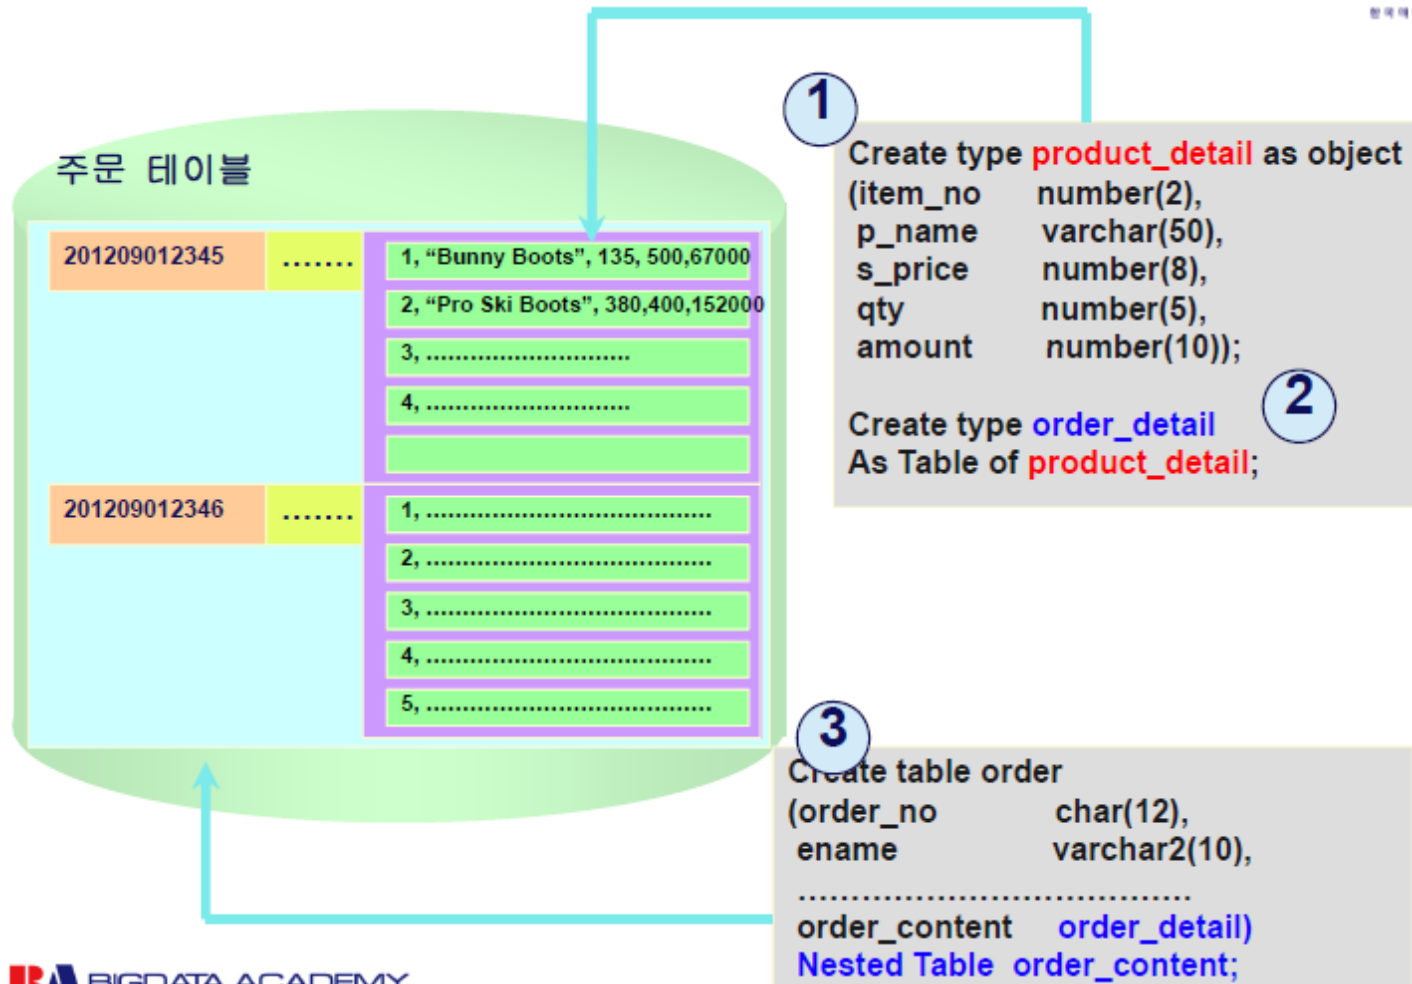 주문 테이블
201209012345 ....... 1, “Bunny Boots”, 135, 500,67000
2, “Pro Ski Boots”, 380,400,152000
3, ............................
4, ............................
201209012346 ....... 1, .......................................
2, .......................................
3, .......................................
4, .......................................
5, .......................................
1
Create type product_detail as object
(item_no number(2),
p_name varchar(50),
s_price number(8),
qty number(5),
amount number(10));
2
Create type order_detail
As Table of product_detail;
3
Create table order
(order_no char(12),
ename varchar2(10),
.....................................
order_content order_detail)
Nested Table order_content;
BIGDATA ACADEMY